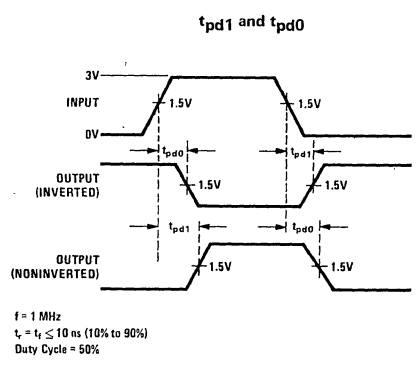 tpd1 and tpd0
3V
INPUT
1.5V
1.5V
0V
tpd0
tpd1
OUTPUT
(INVERTED)
1.5V
1.5V
tpd1
tpd0
OUTPUT
(NONINVERTED)
1.5V
1.5V
f = 1 MHz
tr = tf ≤ 10 ns (10% to 90%)
Duty Cycle = 50%